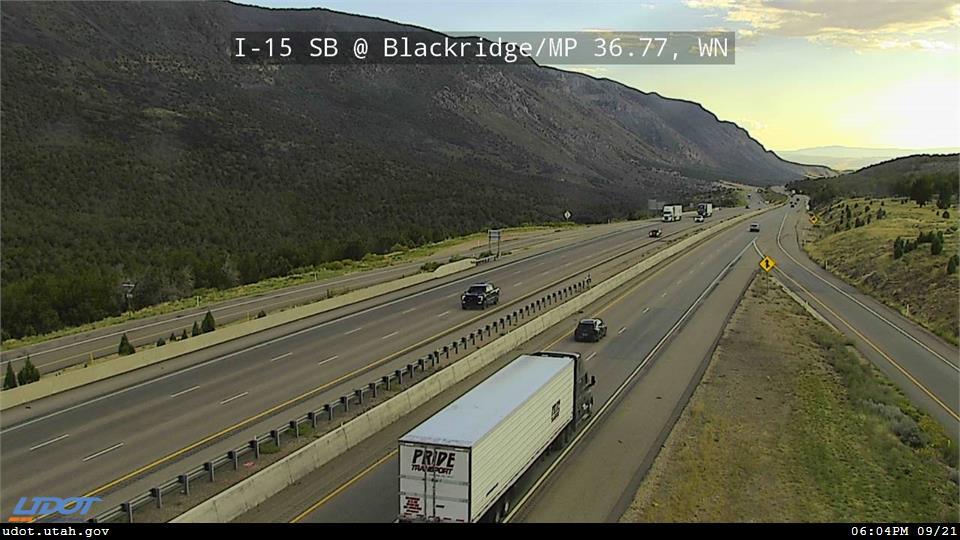 I-15 SB @ Blackridge/MP 36.77, WN
PRIDE
TRANSPORT
UDOT
udot.utah.gov
06:04PM 09/21